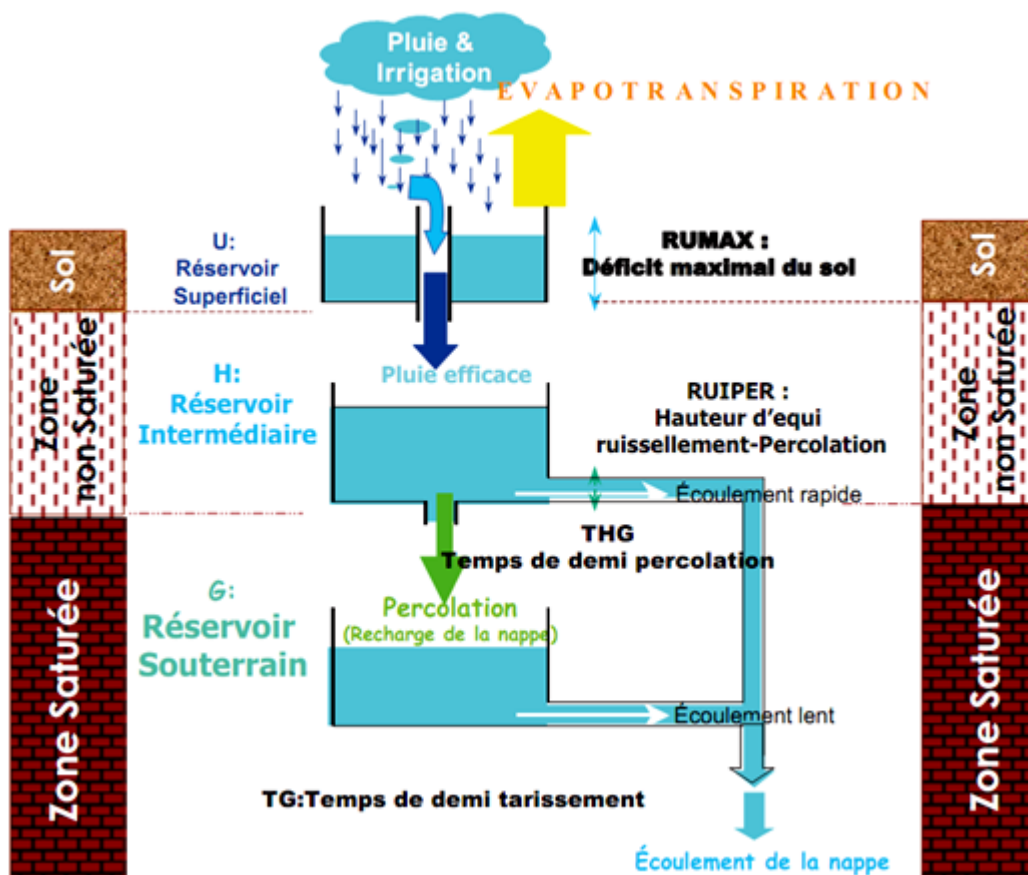 Pluie &
Irrigation
EVAPOTRANSPIRATION
Sol
U:
Réservoir
Superficiel
RUMAX :
Déficit maximal du sol
Sol
Zone
non Saturée
Pluie efficace
H:
Réservoir
Intermédiaire
RUIPER :
Hauteur d'equi
ruissellement-Percolation
Zone
non Saturée
Écoulement rapide
THG
Temps de demi percolation
Zone Saturée
G:
Réservoir
Souterrain
Percolation
(Recharge de la nappe)
Écoulement lent
Zone Saturée
TG:Temps de demi tarissement
Écoulement de la nappe